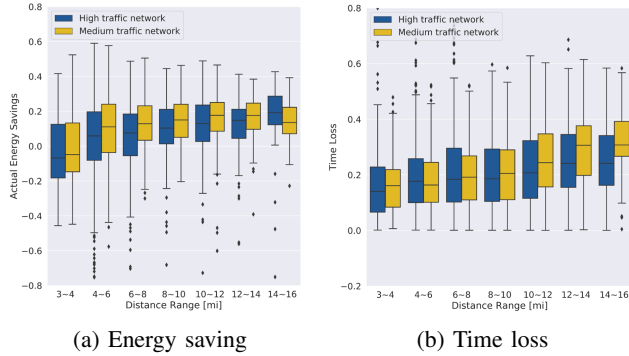 High traffic network
Medium traffic network
Actual Energy Savings
0.8
0.6
0.4
0.2
0.0
−0.2
−0.4
−0.6
−0.8
3~4 4~6 6~8 8~10 10~12 12~14 14~16
Distance Range [mi]
(a) Energy saving
High traffic network
Medium traffic network
Time Loss
0.8
0.6
0.4
0.2
0.0
−0.2
3~4 4~6 6~8 8~10 10~12 12~14 14~16
Distance Range [mi]
(b) Time loss